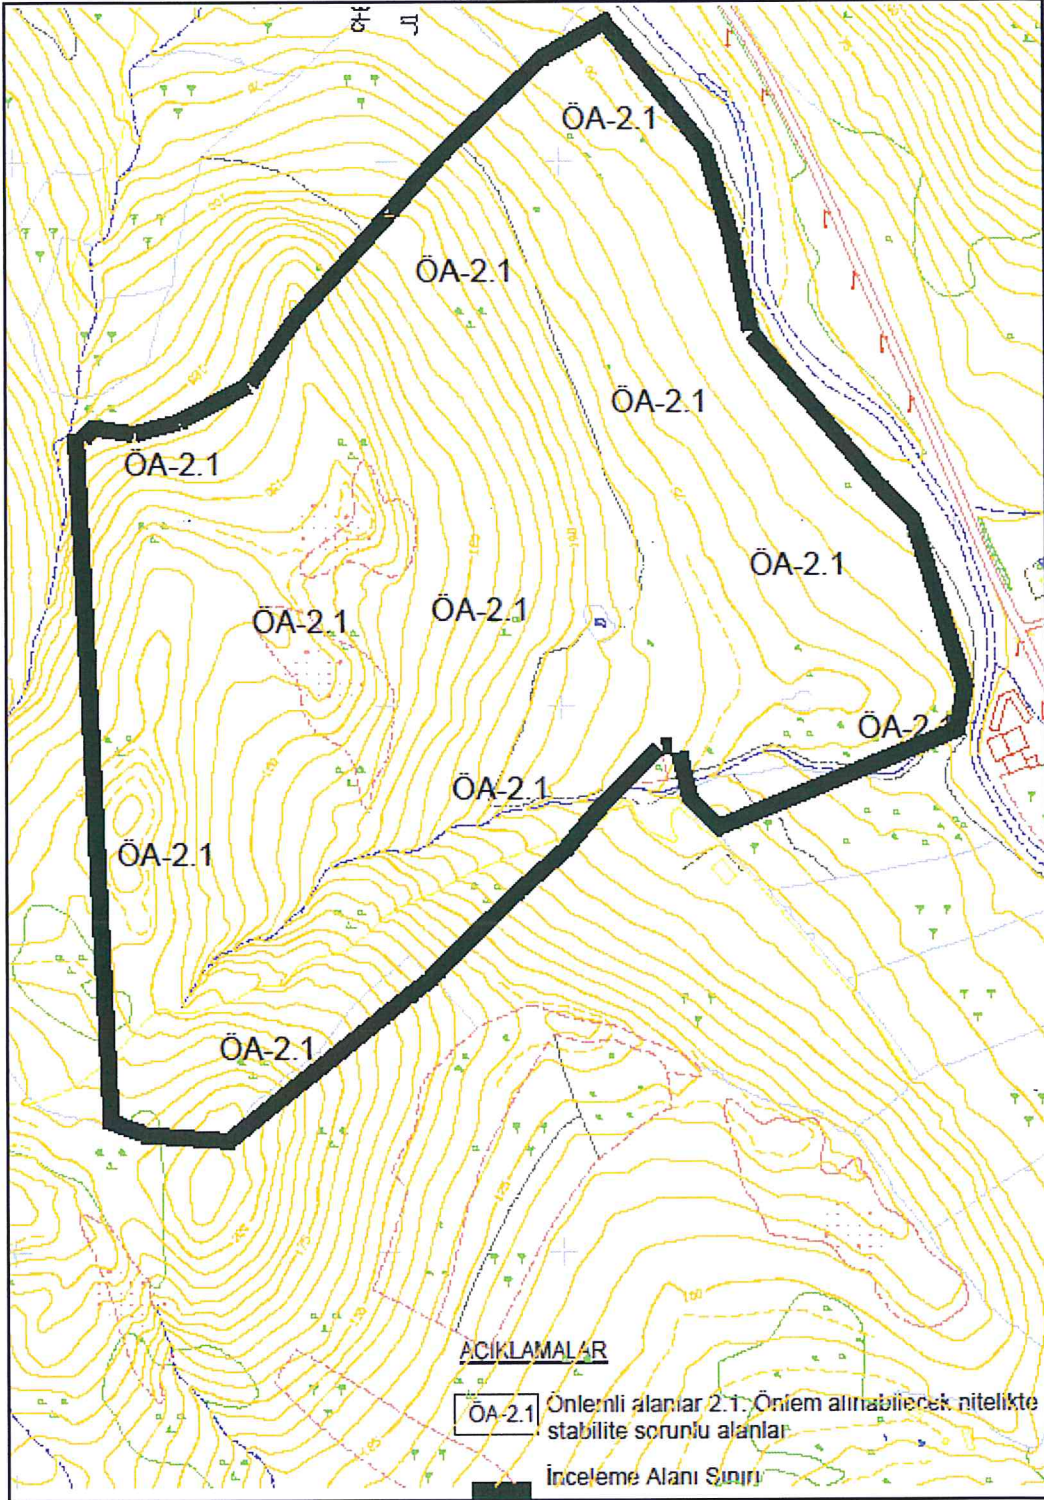 ÖA-2.1
ÖA-2.1
ÖA-2.1
ÖA-2.1
ÖA-2.1
ÖA-2.1
ÖA-2.1
ÖA-2.1
ÖA-2.1
ÖA-2.1
ÖA-2.1
AÇIKLAMALAR
ÖA-2.1 Önlemli alanlar 2.1: Önlem alınabilecek nitelikte
stabilite sorunlu alanlar
İnceleme Alanı Sınırı